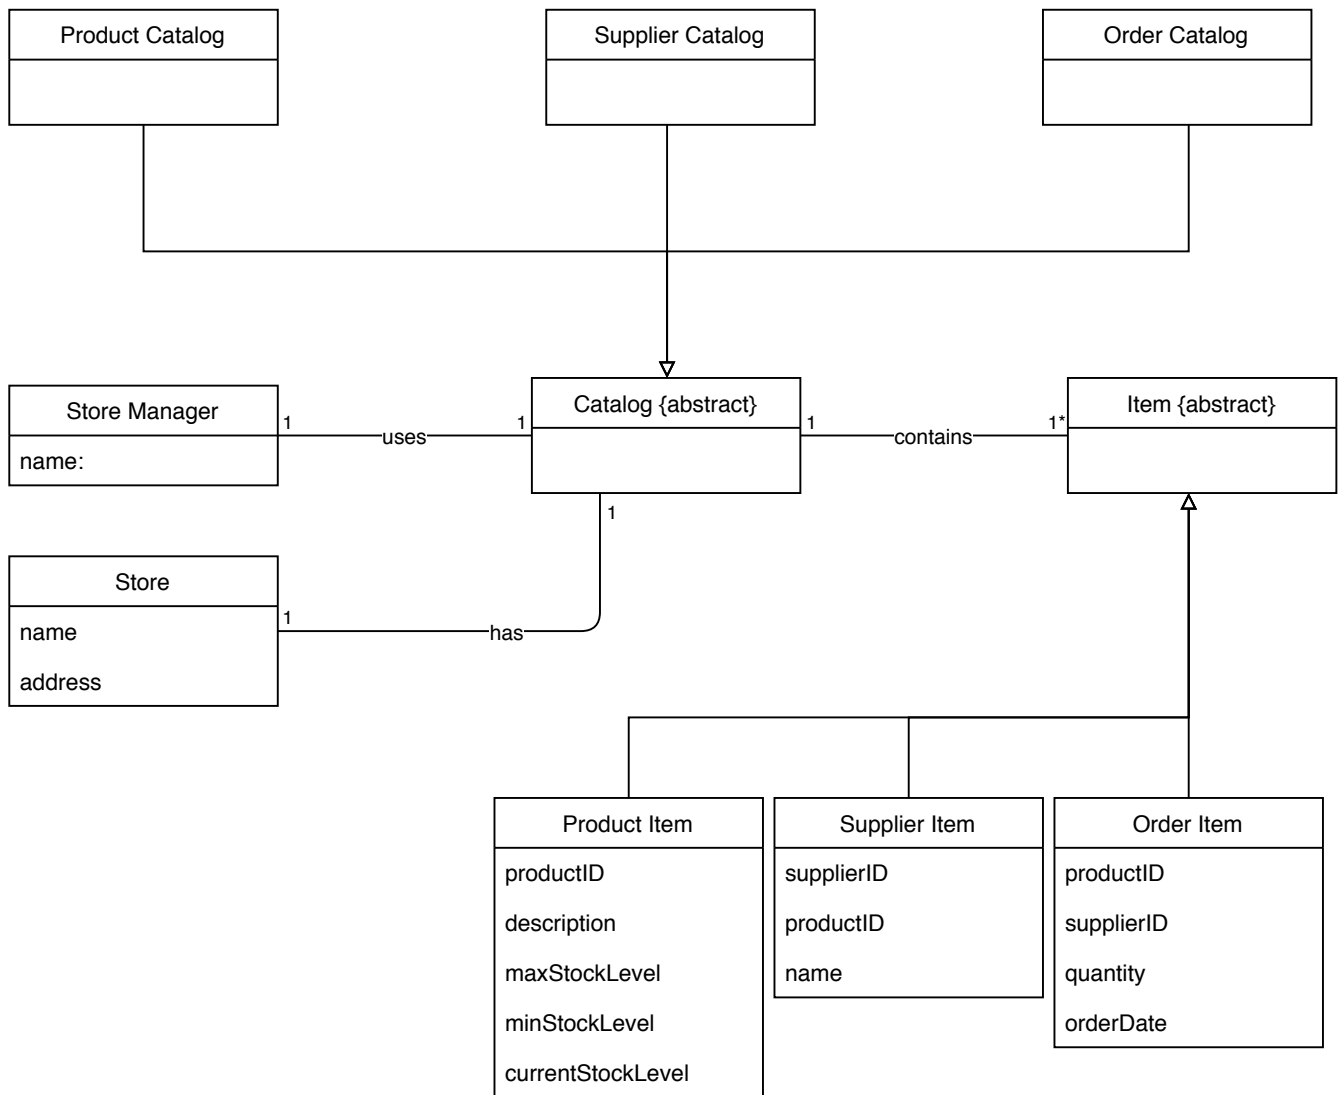 Product Catalog
Supplier Catalog
Order Catalog
Store Manager
name:
1
uses
1
Catalog {abstract}
1
contains
1*
Item {abstract}
1
Store
name
address
1
has
Product Item
productID
description
maxStockLevel
minStockLevel
currentStockLevel
Supplier Item
supplierID
productID
name
Order Item
productID
supplierID
quantity
orderDate